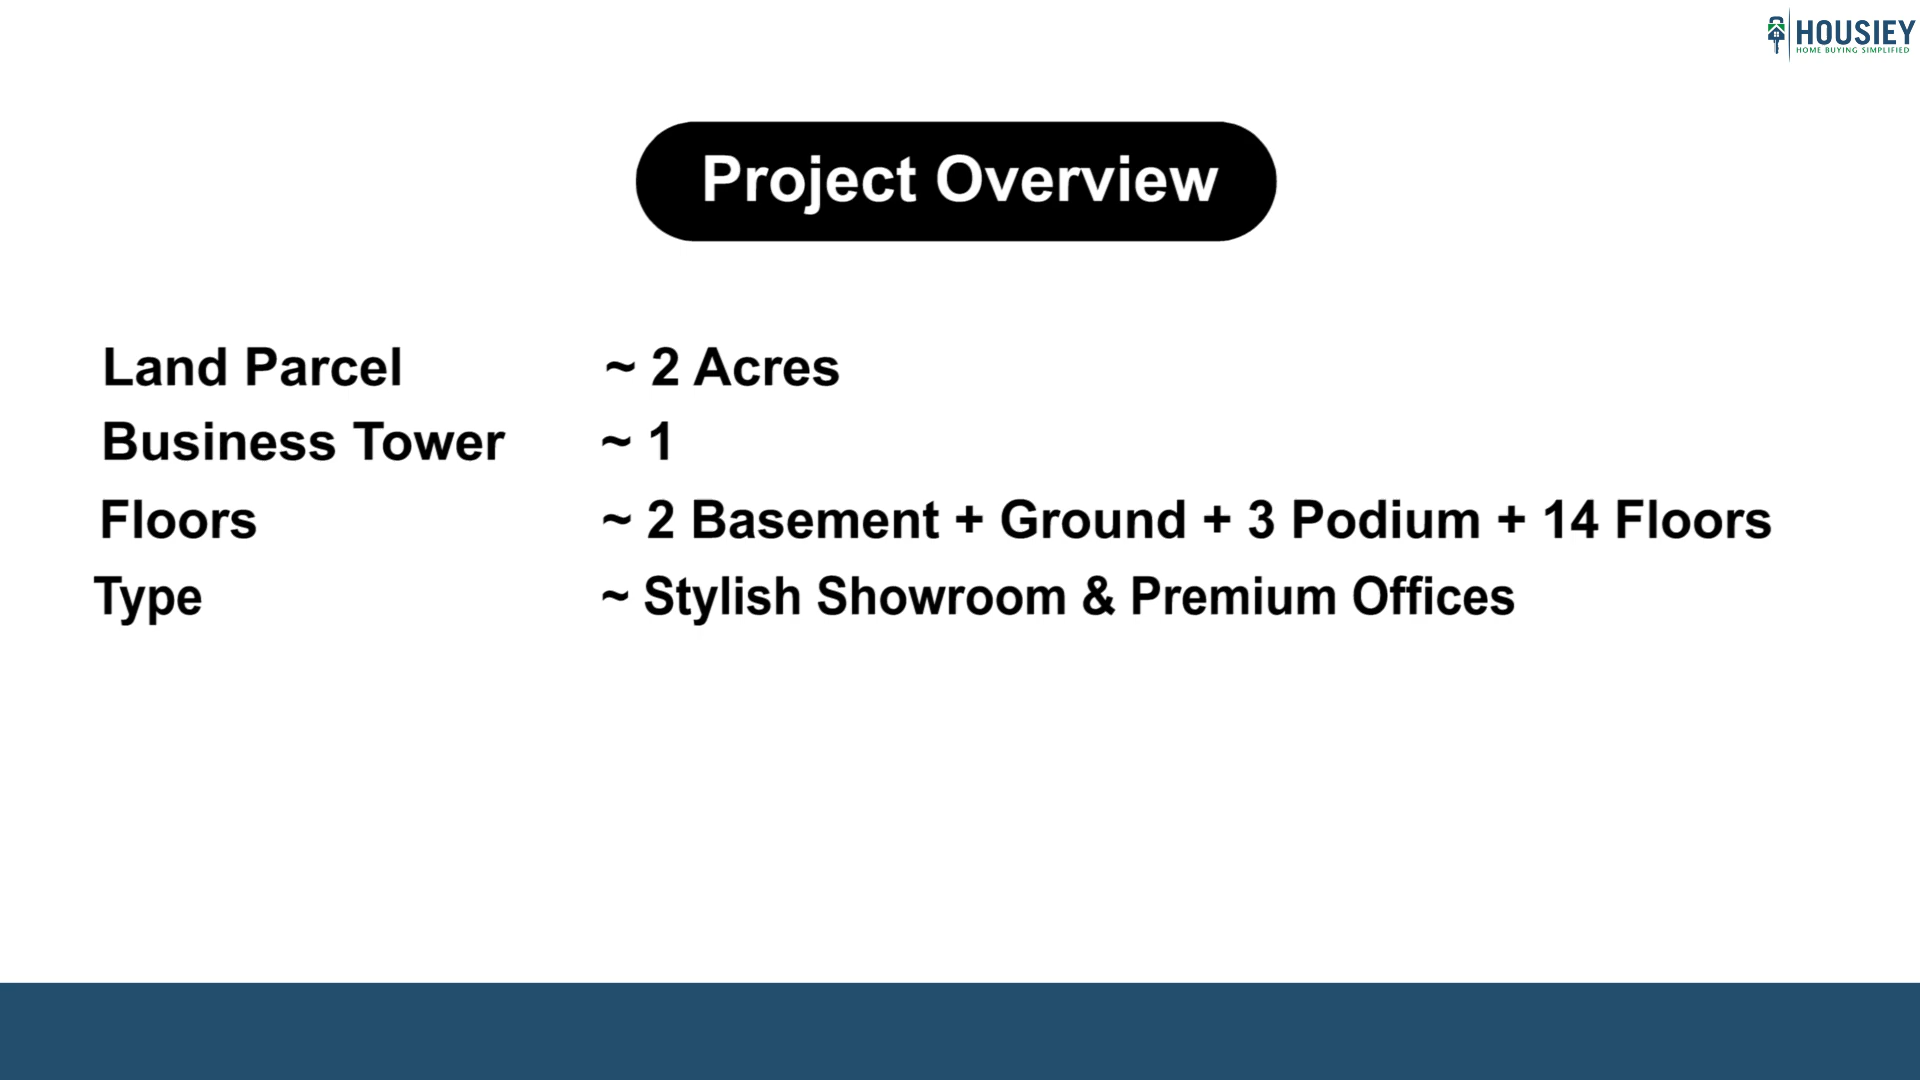 HOUSIEY
HOME BUYING SIMPLIFIED
Project Overview
Land Parcel ~ 2 Acres
Business Tower ~ 1
Floors ~ 2 Basement + Ground + 3 Podium + 14 Floors
Type ~ Stylish Showroom & Premium Offices